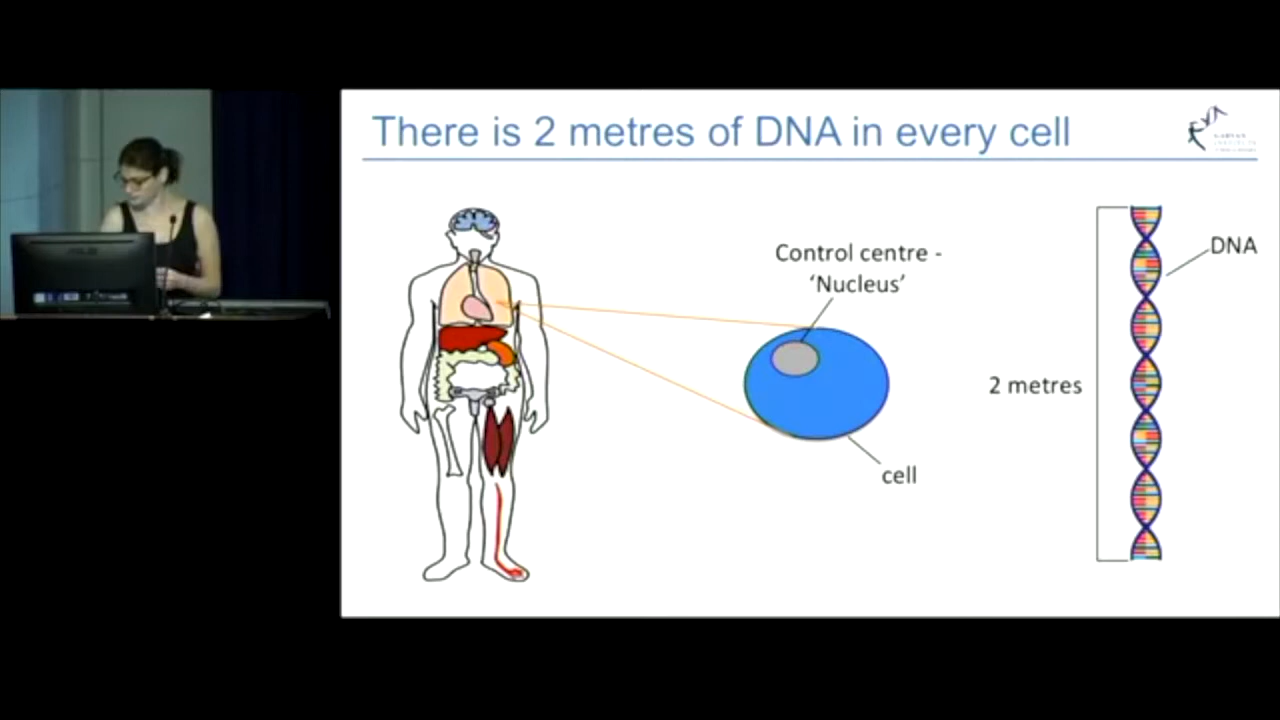 There is 2 metres of DNA in every cell
Control centre -
‘Nucleus’
DNA
2 metres
cell